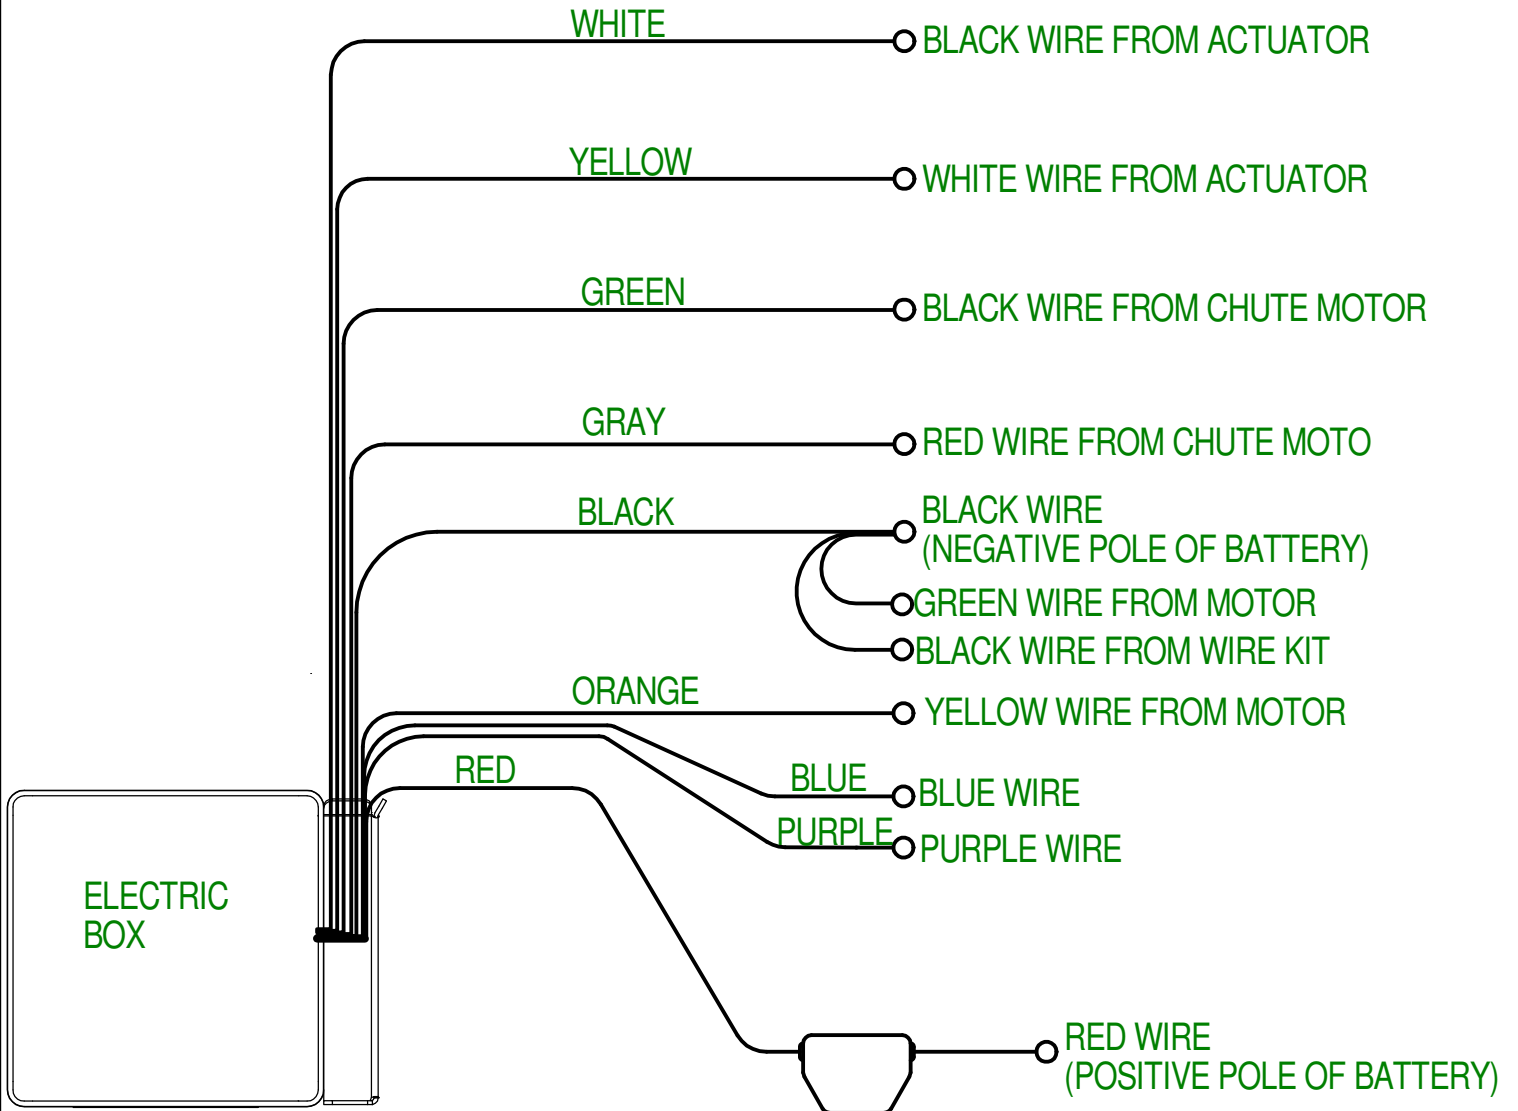 WHITE
BLACK WIRE FROM ACTUATOR
YELLOW
WHITE WIRE FROM ACTUATOR
GREEN
BLACK WIRE FROM CHUTE MOTOR
GRAY
RED WIRE FROM CHUTE MOTO
BLACK
BLACK WIRE
(NEGATIVE POLE OF BATTERY)
GREEN WIRE FROM MOTOR
BLACK WIRE FROM WIRE KIT
ORANGE
YELLOW WIRE FROM MOTOR
RED
BLUE
BLUE WIRE
PURPLE
PURPLE WIRE
ELECTRIC
BOX
RED WIRE
(POSITIVE POLE OF BATTERY)